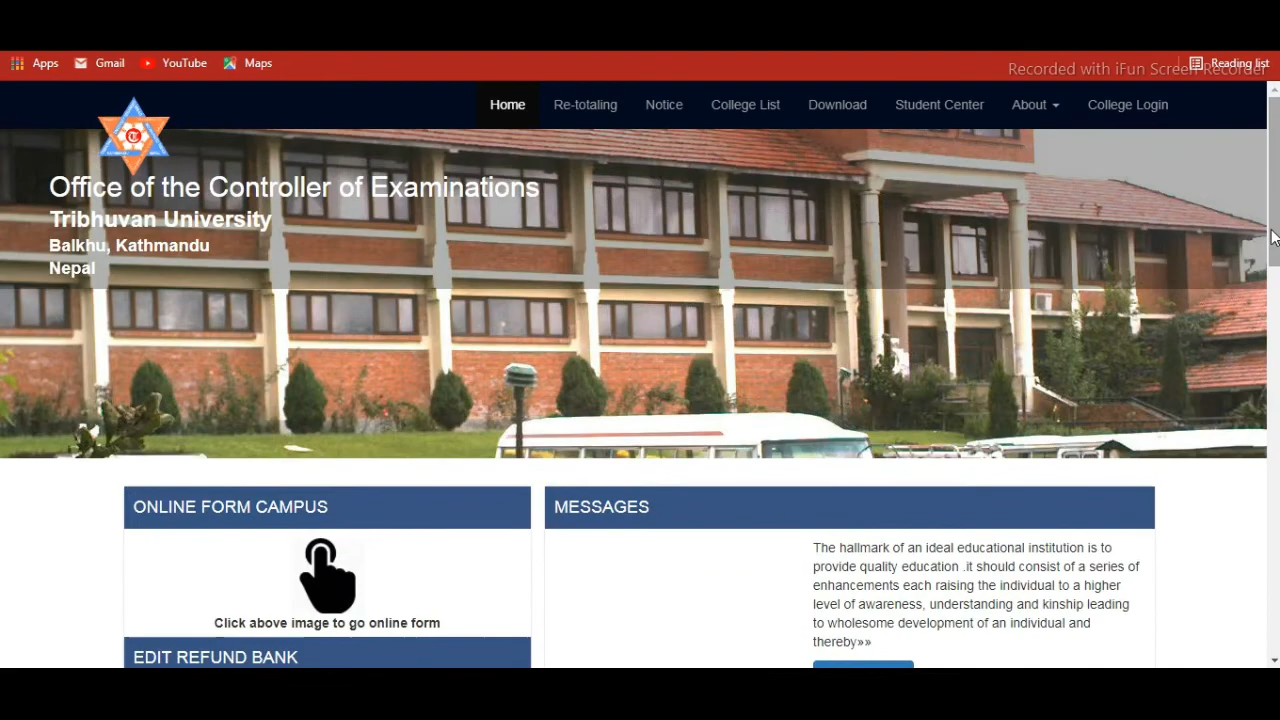 Apps Gmail YouTube Maps Reading list
Recorded with iFun Screen Recorder
Home Re-totaling Notice College List Download Student Center About College Login
Office of the Controller of Examinations
Tribhuvan University
Balkhu, Kathmandu
Nepal
ONLINE FORM CAMPUS
Click above image to go online form
EDIT REFUND BANK
MESSAGES
The hallmark of an ideal educational institution is to
provide quality education .it should consist of a series of
enhancements each raising the individual to a higher
level of awareness, understanding and kinship leading
to wholesome development of an individual and
thereby»»